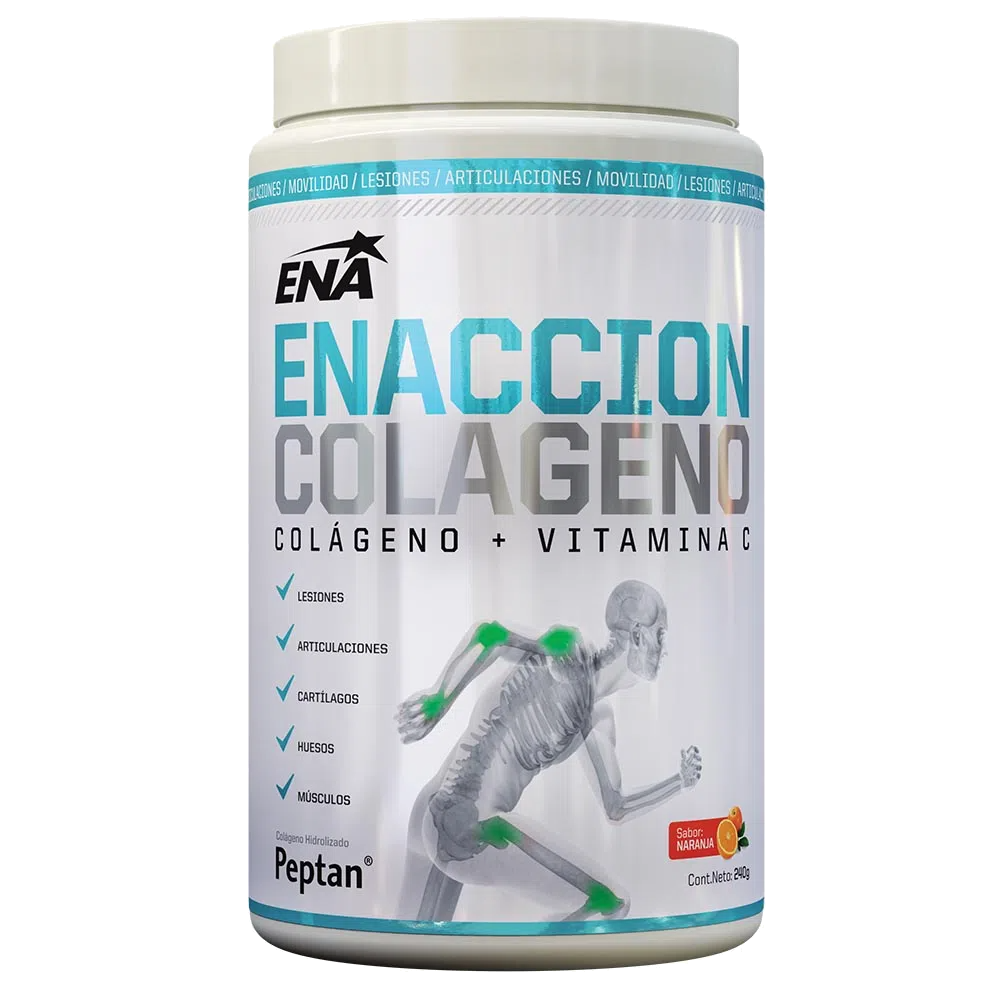 ARTICULACIONES / MOVILIDAD / LESIONES / ARTICULACIONES / MOVILIDAD / LESIONES /
ENA
ENACCION
COLAGENO
COLÁGENO + VITAMINA C
LESIONES
ARTICULACIONES
CARTÍLAGOS
HUESOS
MÚSCULOS
Colágeno Hidrolizado
Peptan®
Sabor:
NARANJA
Cont.Neto: 240g